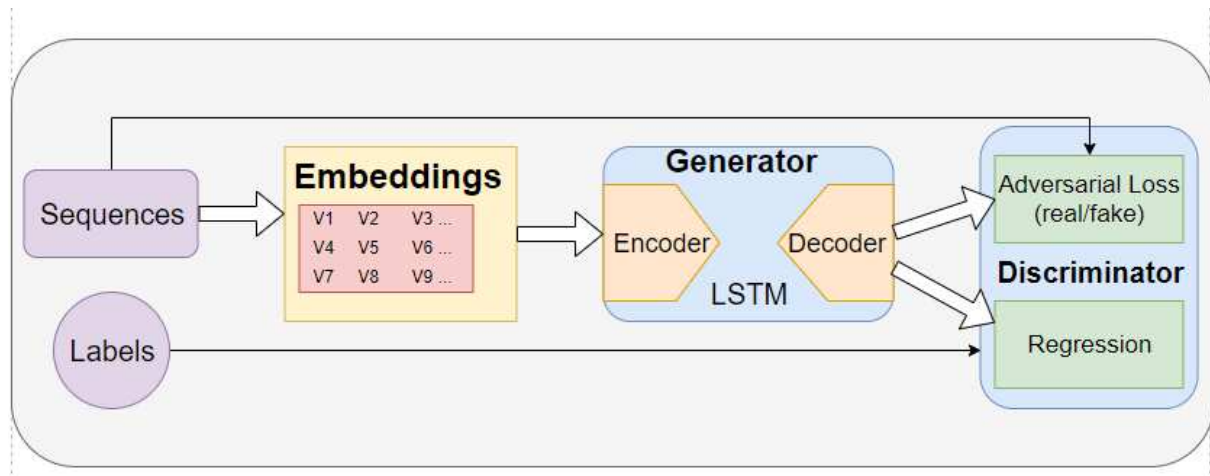 Sequences
Labels
Embeddings
V1 V2 V3 ...
V4 V5 V6 ...
V7 V8 V9 ...
Generator
Encoder
Decoder
LSTM
Adversarial Loss
(real/fake)
Discriminator
Regression